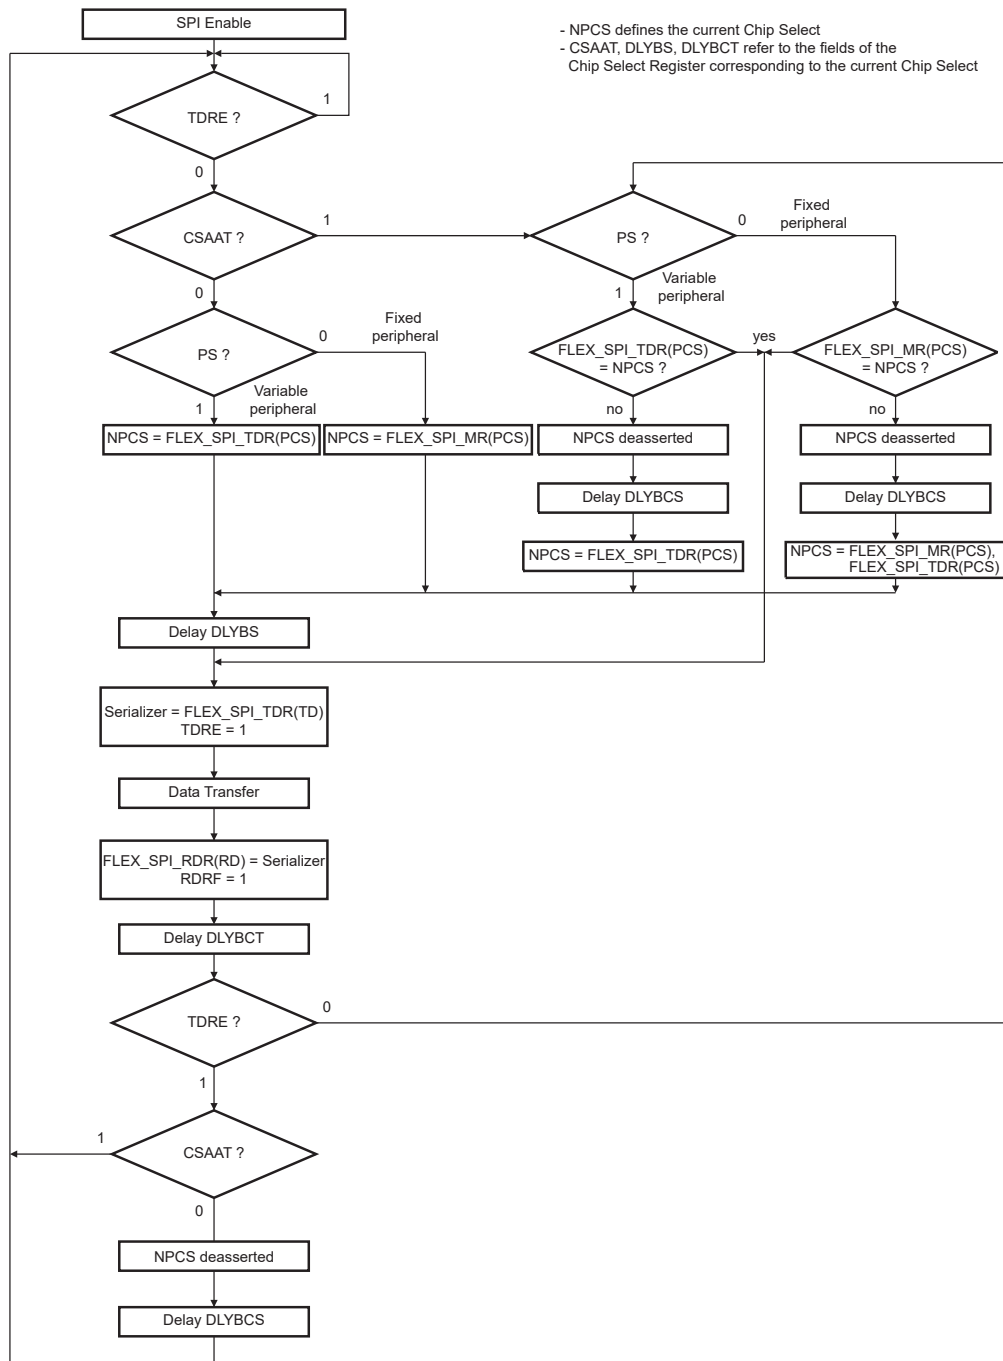 SPI Enable
- NPCS defines the current Chip Select
- CSAAT, DLYBS, DLYBCT refer to the fields of the
Chip Select Register corresponding to the current Chip Select
1
TDRE ?
0
CSAAT ?
1
PS ?
0
Fixed
peripheral
0
1
Variable
peripheral
PS ?
0
Fixed
peripheral
1
Variable
peripheral
FLEX_SPI_TDR(PCS)
= NPCS ?
yes
FLEX_SPI_MR(PCS)
= NPCS ?
no
no
NPCS = FLEX_SPI_TDR(PCS)
NPCS = FLEX_SPI_MR(PCS)
NPCS deasserted
NPCS deasserted
Delay DLYBCS
Delay DLYBCS
NPCS = FLEX_SPI_TDR(PCS)
NPCS = FLEX_SPI_MR(PCS),
FLEX_SPI_TDR(PCS)
Delay DLYBS
Serializer = FLEX_SPI_TDR(TD)
TDRE = 1
Data Transfer
FLEX_SPI_RDR(RD) = Serializer
RDRF = 1
Delay DLYBCT
TDRE ?
0
1
1
CSAAT ?
0
NPCS deasserted
Delay DLYBCS